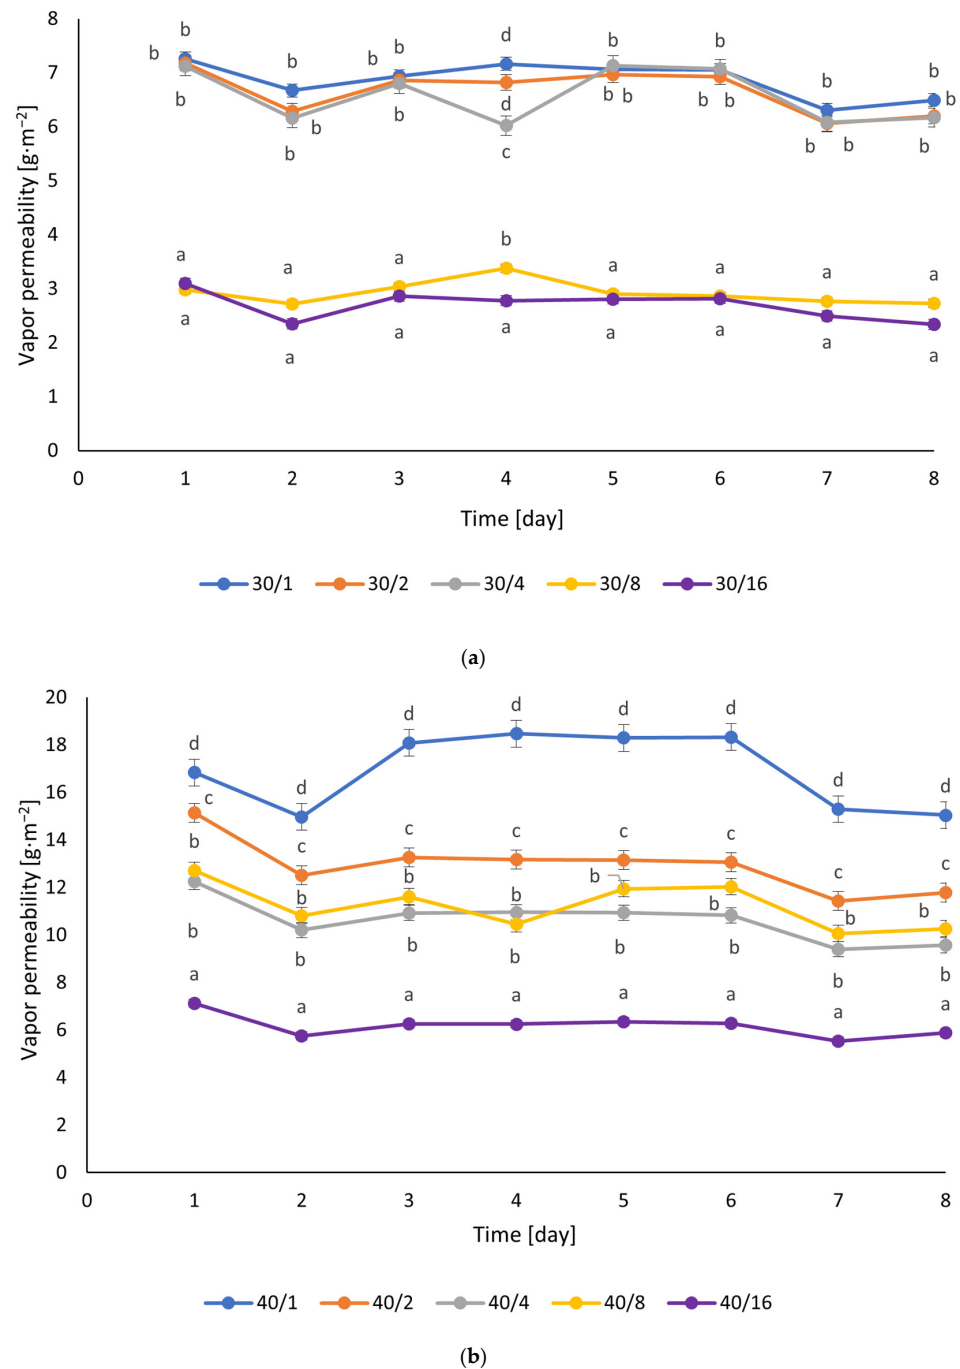 8
b
d
b
b
b
b
b
b
b
b
7
b
d
b
b
b
b
b
b
b
6
b
b
c
b
b
b
5
Vapor permeability [g·m−2]
4
b
a
a
a
a
a
a
a
3
a
a
a
a
a
a
a
a
2
1
0
0 1 2 3 4 5 6 7 8
Time [day]
30/1 30/2 30/4 30/8 30/16
(a)
20
d
d
d
d
18
d
d
d
d
16
c
14
b
c
c
c
c
c
c
c
12
b
b
b
b
b
b
b
10
b
b
b
b
b
b
b
b
8
a
a
a
a
a
a
a
a
6
4
2
0
Vapor permeability [g·m−2]
0 1 2 3 4 5 6 7 8
Time [day]
40/1 40/2 40/4 40/8 40/16
(b)